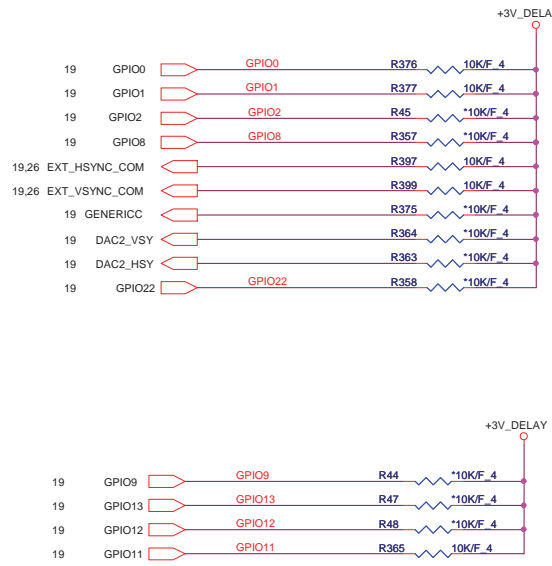 +3V_DELA
19 GPIO0 GPIO0 R376 10K/F_4
19 GPIO1 GPIO1 R377 10K/F_4
19 GPIO2 GPIO2 R45 *10K/F_4
19 GPIO8 GPIO8 R357 *10K/F_4
19,26 EXT_HSYNC_COM R397 10K/F_4
19,26 EXT_VSYNC_COM R399 10K/F_4
19 GENERICC R375 *10K/F_4
19 DAC2_VSY R364 *10K/F_4
19 DAC2_HSY R363 *10K/F_4
19 GPIO22 GPIO22 R358 *10K/F_4
+3V_DELAY
19 GPIO9 GPIO9 R44 *10K/F_4
19 GPIO13 GPIO13 R47 *10K/F_4
19 GPIO12 GPIO12 R48 *10K/F_4
19 GPIO11 GPIO11 R365 10K/F_4